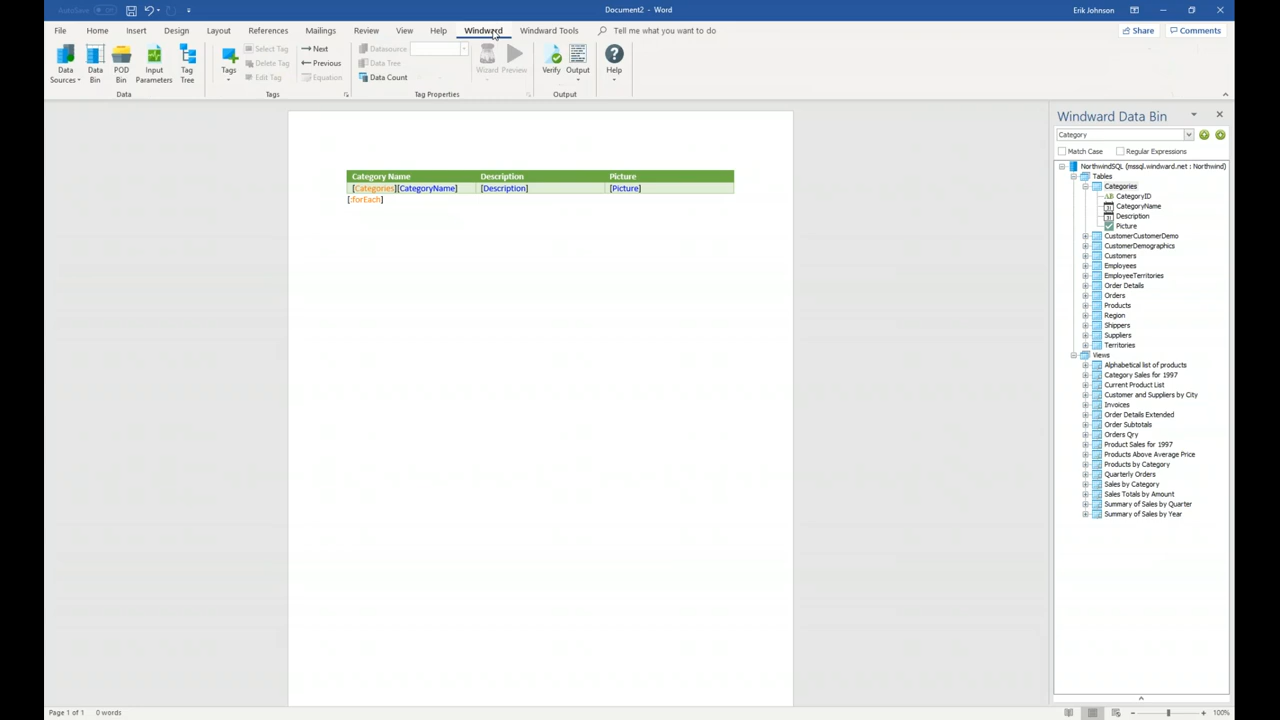 AutoSave Off
Document2 - Word
Erik Johnson
File Home Insert Design Layout References Mailings Review View Help Windward Windward Tools Tell me what you want to do
Share Comments
Data Sources
Data Bin
POD Bin
Input Parameters
Tag Tree
Data
Tags
Select Tag
Delete Tag
Edit Tag
Next
Previous
Equation
Tags
Datasource
Data Tree
Data Count
Wizard
Preview
Tag Properties
Verify
Output
Output
Help
Category Name Description Picture
[Categories][CategoryName] [Description] [Picture]
[:forEach]
Windward Data Bin
Category
Match Case Regular Expressions
NorthwindSQL (mssql.windward.net : Northwind)
Tables
Categories
CategoryID
CategoryName
Description
Picture
CustomerCustomerDemo
CustomerDemographics
Customers
Employees
EmployeeTerritories
Order Details
Orders
Products
Region
Shippers
Suppliers
Territories
Views
Alphabetical list of products
Category Sales for 1997
Current Product List
Customer and Suppliers by City
Invoices
Order Details Extended
Order Subtotals
Orders Qry
Product Sales for 1997
Products Above Average Price
Products by Category
Quarterly Orders
Sales by Category
Sales Totals by Amount
Summary of Sales by Quarter
Summary of Sales by Year
Page 1 of 1 0 words
100%